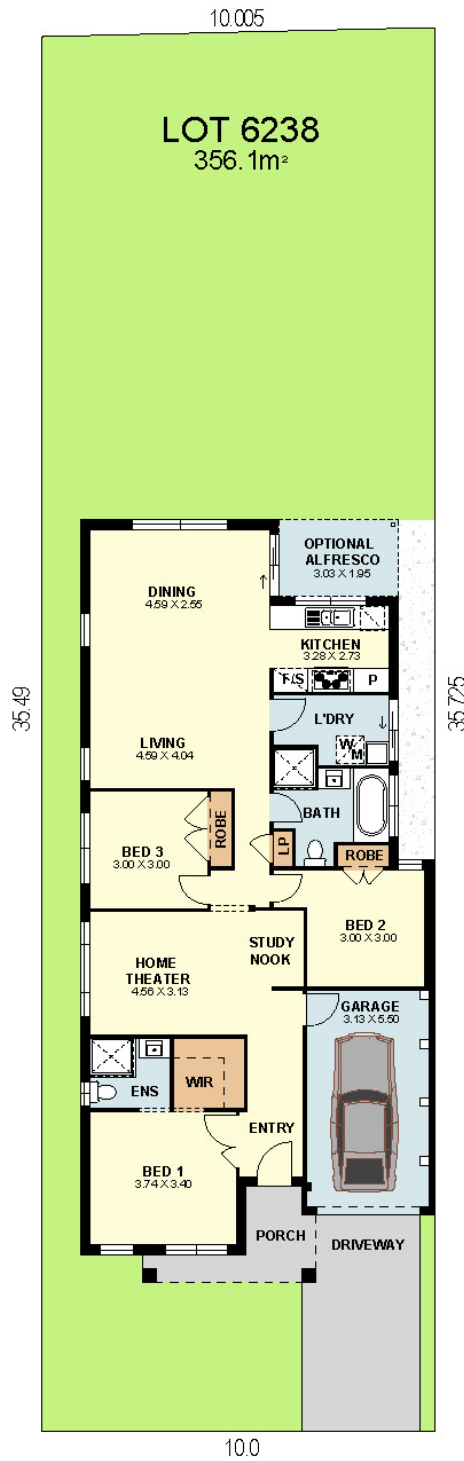 10.005
LOT 6238
356.1m²
OPTIONAL
ALFRESCO
3.03 X 1.95
DINING
4.59 X 2.55
KITCHEN
3.28 X 2.73
F/S
P
35.49
35.725
L'DRY
LIVING
4.59 X 4.04
W
M
BATH
BED 3
3.00 X 3.00
ROBE
LP
ROBE
BED 2
3.00 X 3.00
HOME
THEATER
4.56 X 3.13
STUDY
NOOK
GARAGE
3.13 X 5.50
ENS
WIR
ENTRY
BED 1
3.74 X 3.40
PORCH
DRIVEWAY
10.0